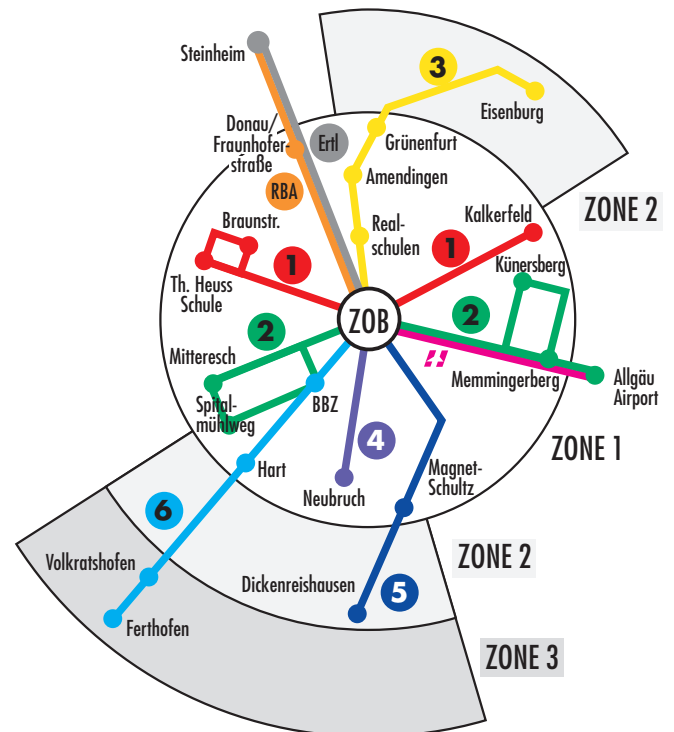 Steinheim
3
Eisenburg
Donau/
Fraunhofer-
straße
Ertl
Grünenfurt
Amendingen
RBA
ZONE 2
Kalkerfeld
Braunstr.
Real-
schulen
1
Künersberg
1
Th. Heuss
Schule
ZOB
2
2
Mitteresch
Memmingerberg
Allgäu
Airport
Spital-
mühlweg
BBZ
4
ZONE 1
Hart
Neubruch
Magnet-
Schultz
6
ZONE 2
Volkratshofen
Dickenreishausen
5
Ferthofen
ZONE 3